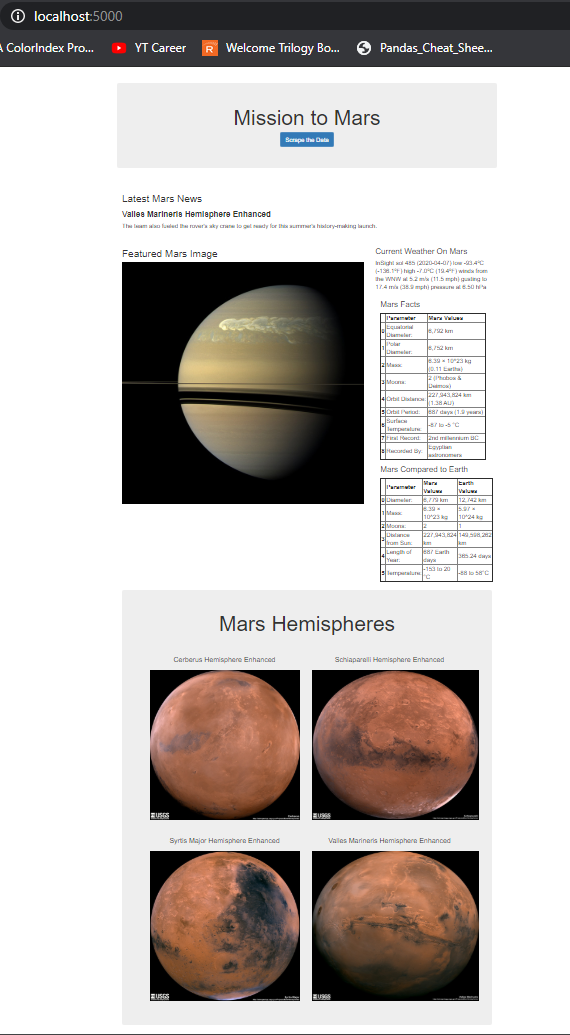 localhost:5000
A ColorIndex Pro...
YT Career
Welcome Trilogy Bo...
Pandas_Cheat_Shee...
Mission to Mars
Scrape the Data
Latest Mars News
Valles Marineris Hemisphere Enhanced
The team also fueled the rover's sky crane to get ready for this summer's history-making launch.
Featured Mars Image
Current Weather On Mars
InSight sol 485 (2020-04-07) low -93.4ºC
(-136.1ºF) high -7.0ºC (19.4ºF) winds from
the WNW at 5.2 m/s (11.5 mph) gusting to
17.4 m/s (38.9 mph) pressure at 6.50 hPa
Mars Facts
Parameter Mars Values
0 Equatorial Diameter: 6,792 km
1 Polar Diameter: 6,752 km
2 Mass: 6.39 × 10^23 kg (0.11 Earths)
3 Moons: 2 (Phobos & Deimos)
4 Orbit Distance: 227,943,824 km (1.38 AU)
5 Orbit Period: 687 days (1.9 years)
6 Surface Temperature: -87 to -5 °C
7 First Record: 2nd millennium BC
8 Recorded By: Egyptian astronomers
Mars Compared to Earth
Parameter Mars Values Earth Values
0 Diameter: 6,779 km 12,742 km
1 Mass: 6.39 × 10^23 kg 5.97 × 10^24 kg
2 Moons: 2 1
3 Distance from Sun: 227,943,824 km 149,598,262 km
4 Length of Year: 687 Earth days 365.24 days
5 Temperature: -153 to 20 °C -88 to 58°C
Mars Hemispheres
Cerberus Hemisphere Enhanced
Schiaparelli Hemisphere Enhanced
USGS
USGS
Syrtis Major Hemisphere Enhanced
Valles Marineris Hemisphere Enhanced
USGS
USGS